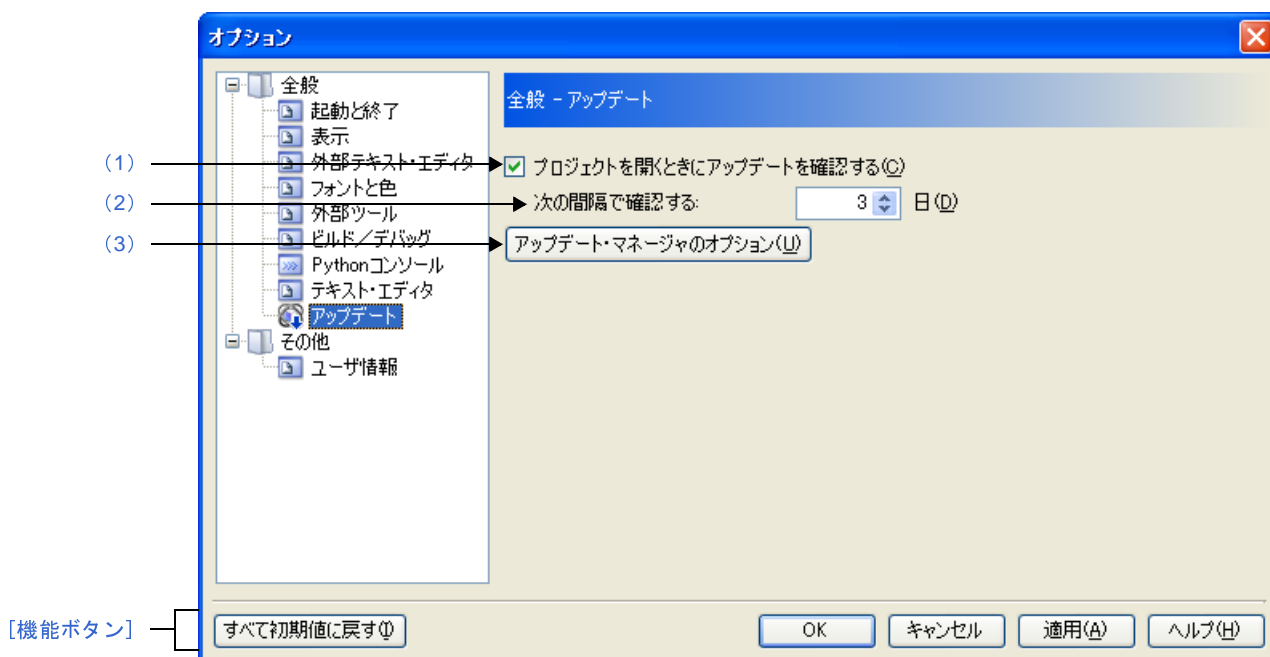 オプション
全般
起動と終了
表示
外部テキスト・エディタ
フォントと色
外部ツール
ビルド／デバッグ
Pythonコンソール
テキスト・エディタ
アップデート
その他
ユーザ情報
全般 - アップデート
(1)
プロジェクトを開くときにアップデートを確認する(C)
(2)
次の間隔で確認する: 3 日(D)
(3)
アップデート・マネージャのオプション(U)
[機能ボタン]
すべて初期値に戻す(I)
OK
キャンセル
適用(A)
ヘルプ(H)